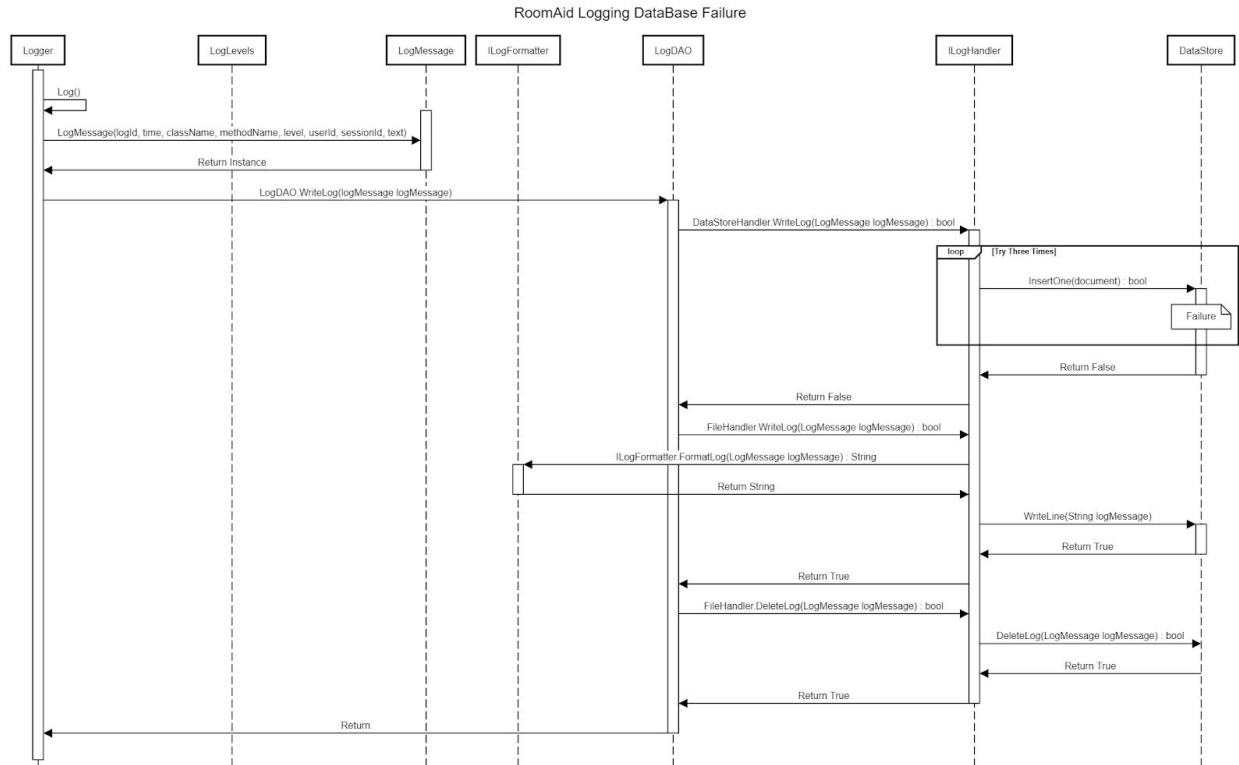 RoomAid Logging DataBase Failure
Logger
LogLevels
LogMessage
ILogFormatter
LogDAO
ILogHandler
DataStore
Log()
LogMessage(logId, time, className, methodName, level, userId, sessionId, text)
Return Instance
LogDAO.WriteLog(logMessage logMessage)
DataStoreHandler.WriteLog(LogMessage logMessage) : bool
loop [Try Three Times]
InsertOne(document) : bool
Failure
Return False
Return False
FileHandler.WriteLog(LogMessage logMessage) : bool
ILogFormatter.FormatLog(LogMessage logMessage) : String
Return String
WriteLine(String logMessage)
Return True
Return True
FileHandler.DeleteLog(LogMessage logMessage) : bool
DeleteLog(LogMessage logMessage) : bool
Return True
Return True
Return